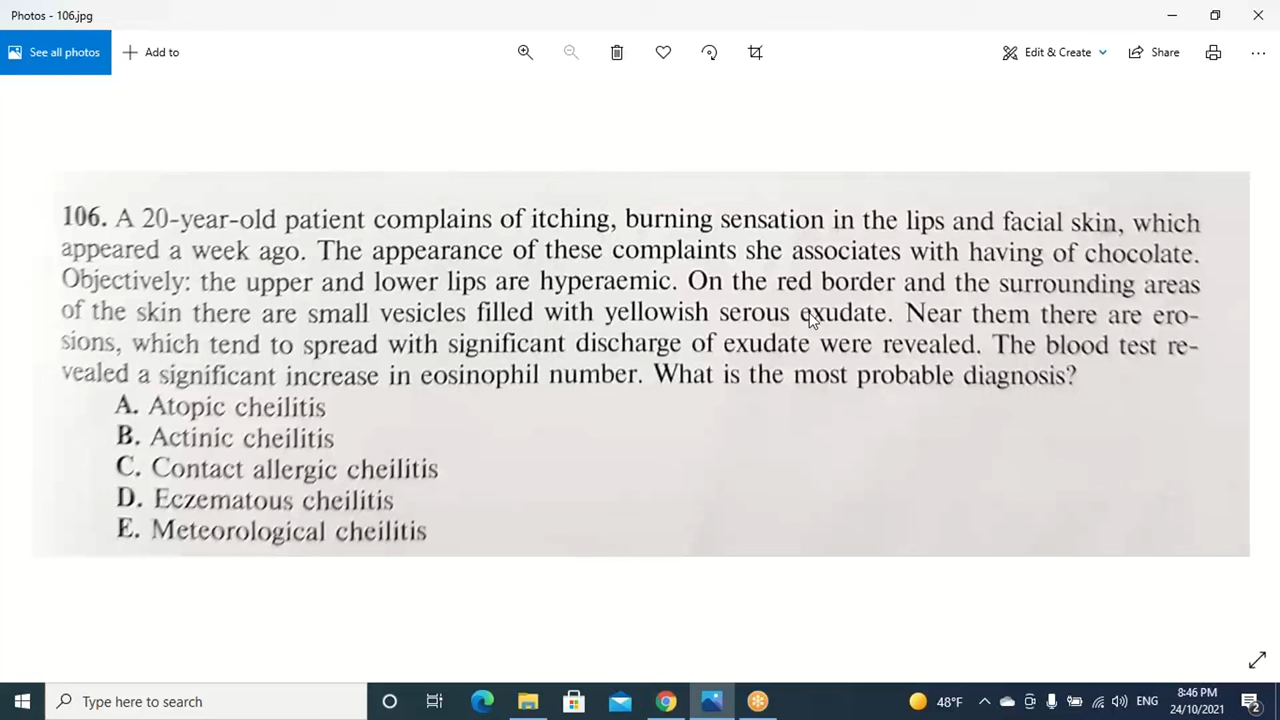 Photos - 106.jpg
See all photos
Add to
Edit & Create
Share
106. A 20-year-old patient complains of itching, burning sensation in the lips and facial skin, which
appeared a week ago. The appearance of these complaints she associates with having of chocolate.
Objectively: the upper and lower lips are hyperaemic. On the red border and the surrounding areas
of the skin there are small vesicles filled with yellowish serous exudate. Near them there are ero-
sions, which tend to spread with significant discharge of exudate were revealed. The blood test re-
vealed a significant increase in eosinophil number. What is the most probable diagnosis?
A. Atopic cheilitis
B. Actinic cheilitis
C. Contact allergic cheilitis
D. Eczematous cheilitis
E. Meteorological cheilitis
Type here to search
48°F
ENG
8:46 PM
24/10/2021
2